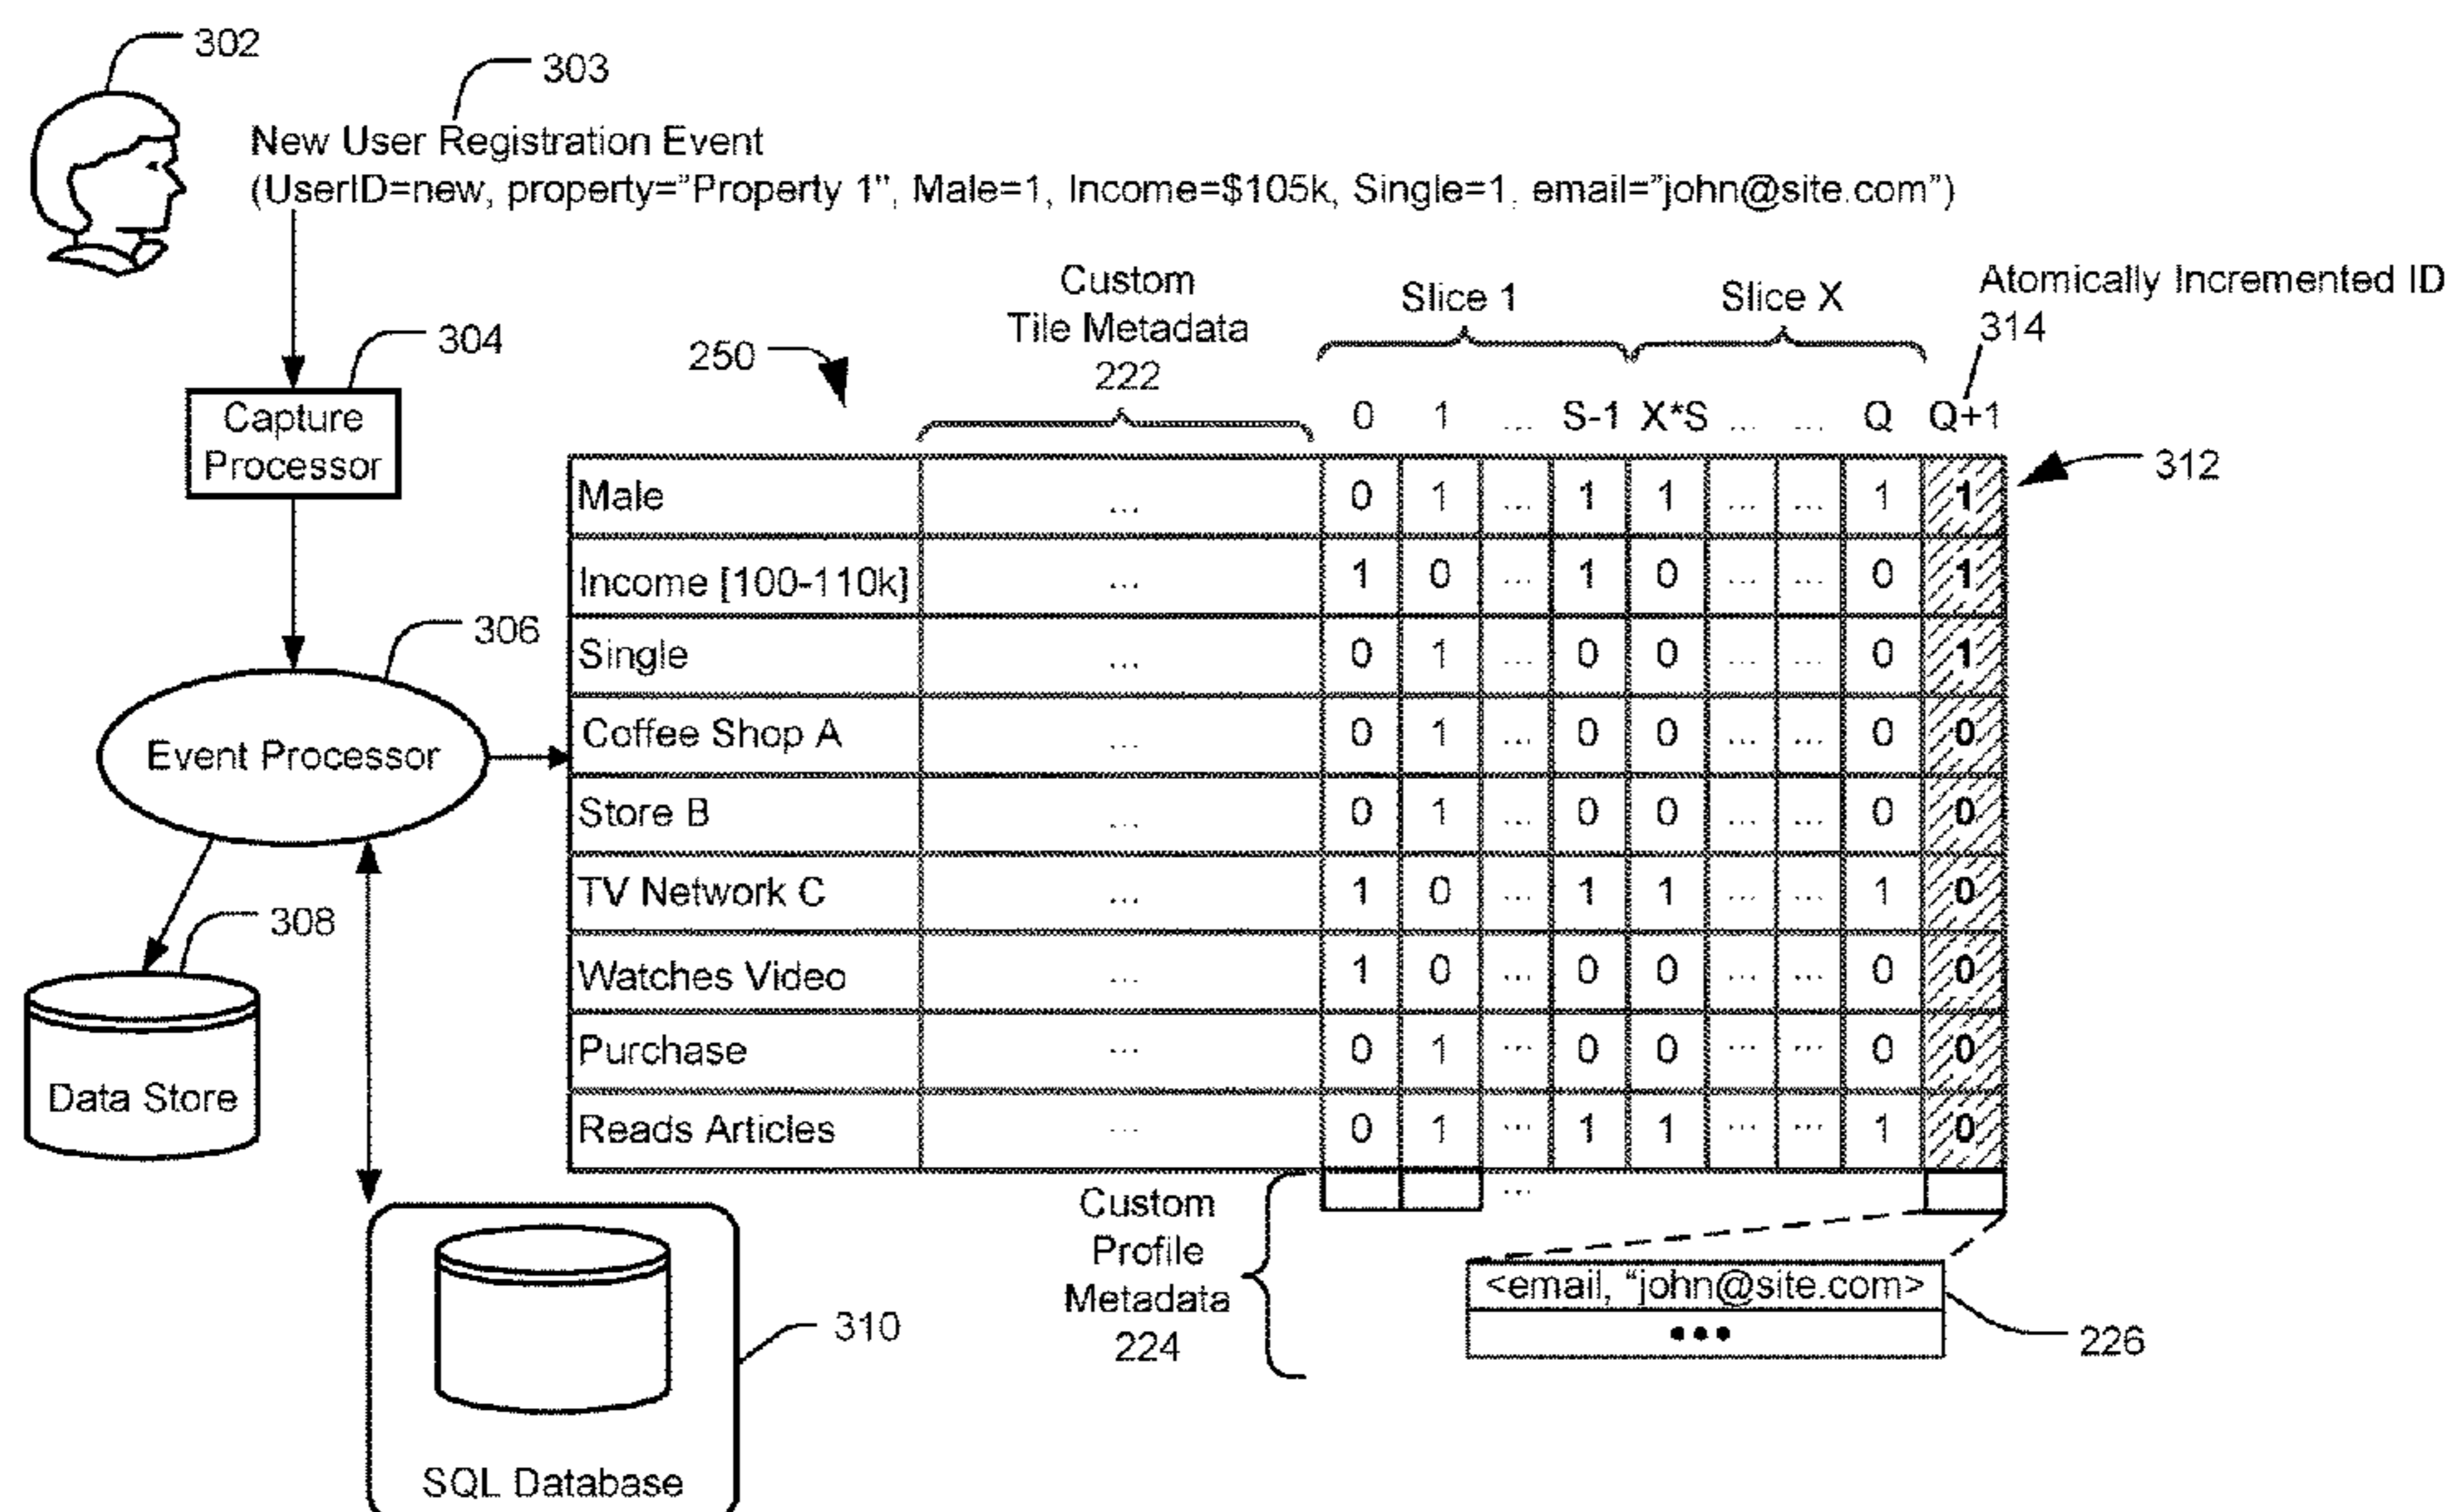 302
303
New User Registration Event
(UserID=new, property="Property 1", Male=1, Income=$105k, Single=1, email="john@site.com")
304
Capture
Processor
306
Event Processor
308
Data Store
310
SQL Database
250
Custom
Tile Metadata
222
Slice 1
Slice X
Atomically Incremented ID
314
312
0 1 ... S-1 X*S ... ... Q Q+1
Male ... 0 1 ... 1 1 ... ... 1 1
Income [100-110k] ... 1 0 ... 1 0 ... ... 0 1
Single ... 0 1 ... 0 0 ... ... 0 1
Coffee Shop A ... 0 1 ... 0 0 ... ... 0 0
Store B ... 0 1 ... 0 0 ... ... 0 0
TV Network C ... 1 0 ... 1 1 ... ... 1 0
Watches Video ... 1 0 ... 0 0 ... ... 0 0
Purchase ... 0 1 ... 0 0 ... ... 0 0
Reads Articles ... 0 1 ... 1 1 ... ... 1 0
...
Custom
Profile
Metadata
224
<email, "john@site.com>
•••
226